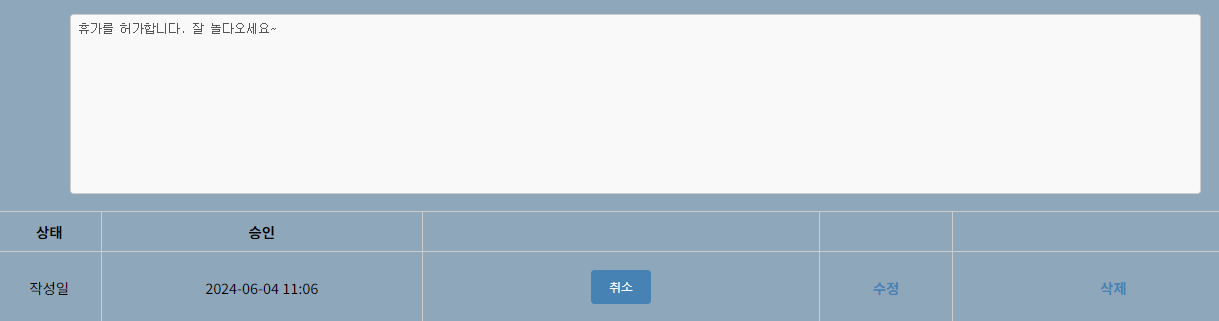 휴가를 허가합니다. 잘 놀다오세요~
상태 승인
작성일 2024-06-04 11:06 취소 수정 삭제